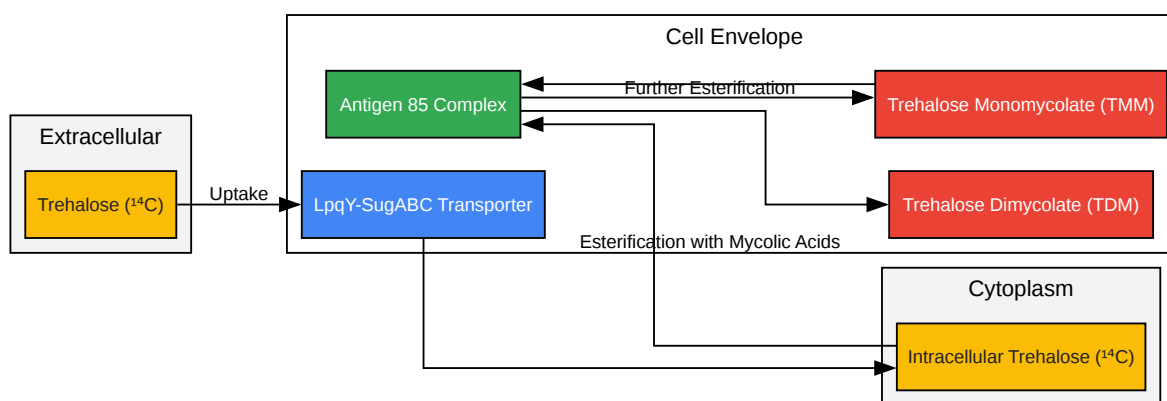 Cell Envelope
Antigen 85 Complex
Further Esterification
Trehalose Monomycolate (TMM)
Extracellular
Trehalose (¹⁴C)
Uptake
LpqY-SugABC Transporter
Trehalose Dimycolate (TDM)
Esterification with Mycolic Acids
Cytoplasm
Intracellular Trehalose (¹⁴C)